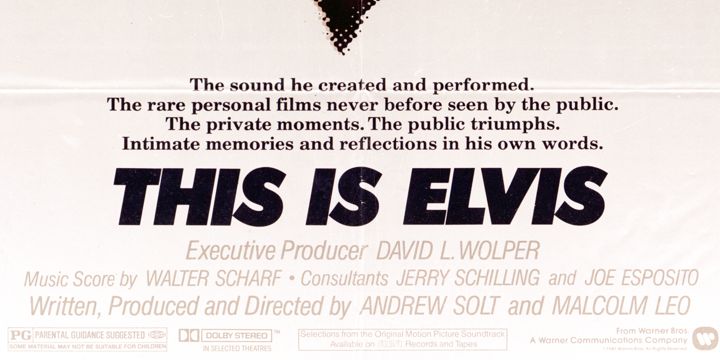 The sound he created and performed.
The rare personal films never before seen by the public.
The private moments. The public triumphs.
Intimate memories and reflections in his own words.
THIS IS ELVIS
Executive Producer DAVID L. WOLPER
Music Score by WALTER SCHARF • Consultants JERRY SCHILLING and JOE ESPOSITO
Written, Produced and Directed by ANDREW SOLT and MALCOLM LEO
PG PARENTAL GUIDANCE SUGGESTED
SOME MATERIAL MAY NOT BE SUITABLE FOR CHILDREN
DOLBY STEREO ™
IN SELECTED THEATRES
Selections from the Original Motion Picture Soundtrack
Available on Records and Tapes
From Warner Bros
A Warner Communications Company